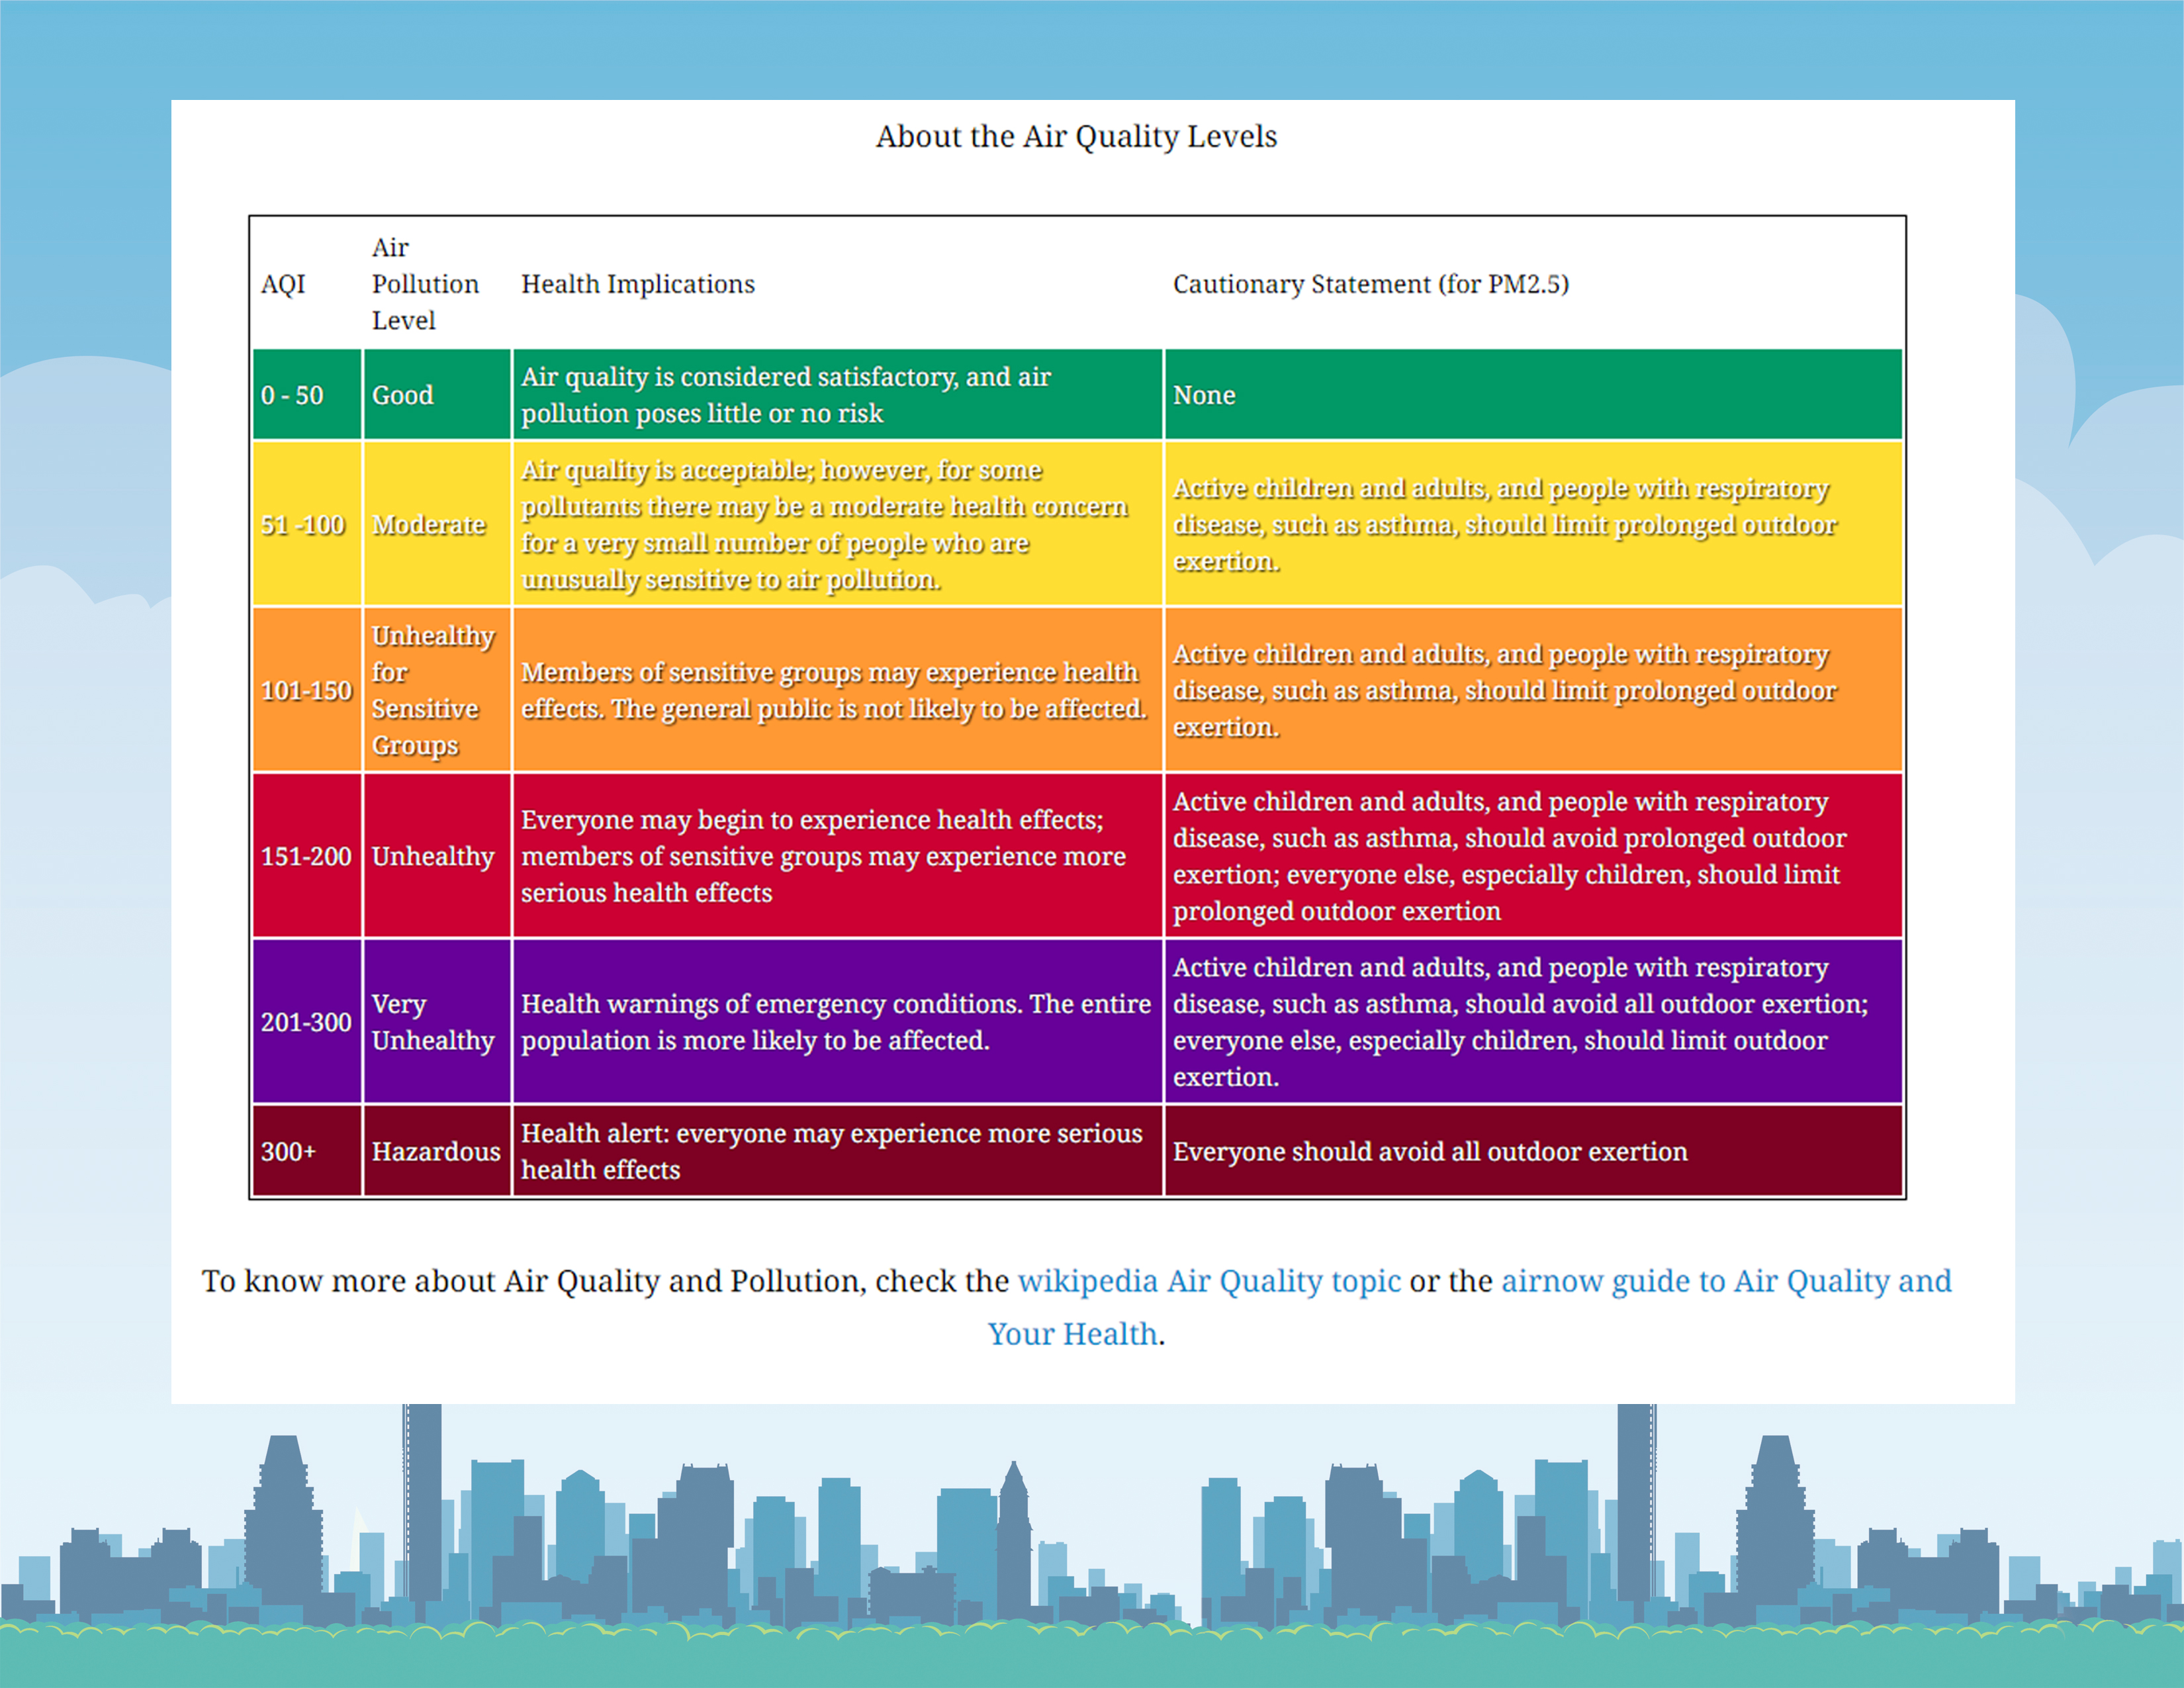 About the Air Quality Levels
AQI
Air
Pollution
Level
Health Implications
Cautionary Statement (for PM2.5)
0 - 50
Good
Air quality is considered satisfactory, and air
pollution poses little or no risk
None
51 -100
Moderate
Air quality is acceptable; however, for some
pollutants there may be a moderate health concern
for a very small number of people who are
unusually sensitive to air pollution.
Active children and adults, and people with respiratory
disease, such as asthma, should limit prolonged outdoor
exertion.
101-150
Unhealthy
for
Sensitive
Groups
Members of sensitive groups may experience health
effects. The general public is not likely to be affected.
Active children and adults, and people with respiratory
disease, such as asthma, should limit prolonged outdoor
exertion.
151-200
Unhealthy
Everyone may begin to experience health effects;
members of sensitive groups may experience more
serious health effects
Active children and adults, and people with respiratory
disease, such as asthma, should avoid prolonged outdoor
exertion; everyone else, especially children, should limit
prolonged outdoor exertion
201-300
Very
Unhealthy
Health warnings of emergency conditions. The entire
population is more likely to be affected.
Active children and adults, and people with respiratory
disease, such as asthma, should avoid all outdoor exertion;
everyone else, especially children, should limit outdoor
exertion.
300+
Hazardous
Health alert: everyone may experience more serious
health effects
Everyone should avoid all outdoor exertion
To know more about Air Quality and Pollution, check the wikipedia Air Quality topic or the airnow guide to Air Quality and
Your Health.